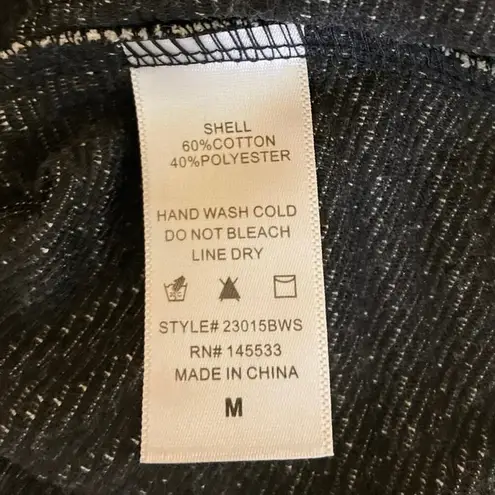 SHELL
60%COTTON
40%POLYESTER
HAND WASH COLD
DO NOT BLEACH
LINE DRY
STYLE# 23015BWS
RN# 145533
MADE IN CHINA
M